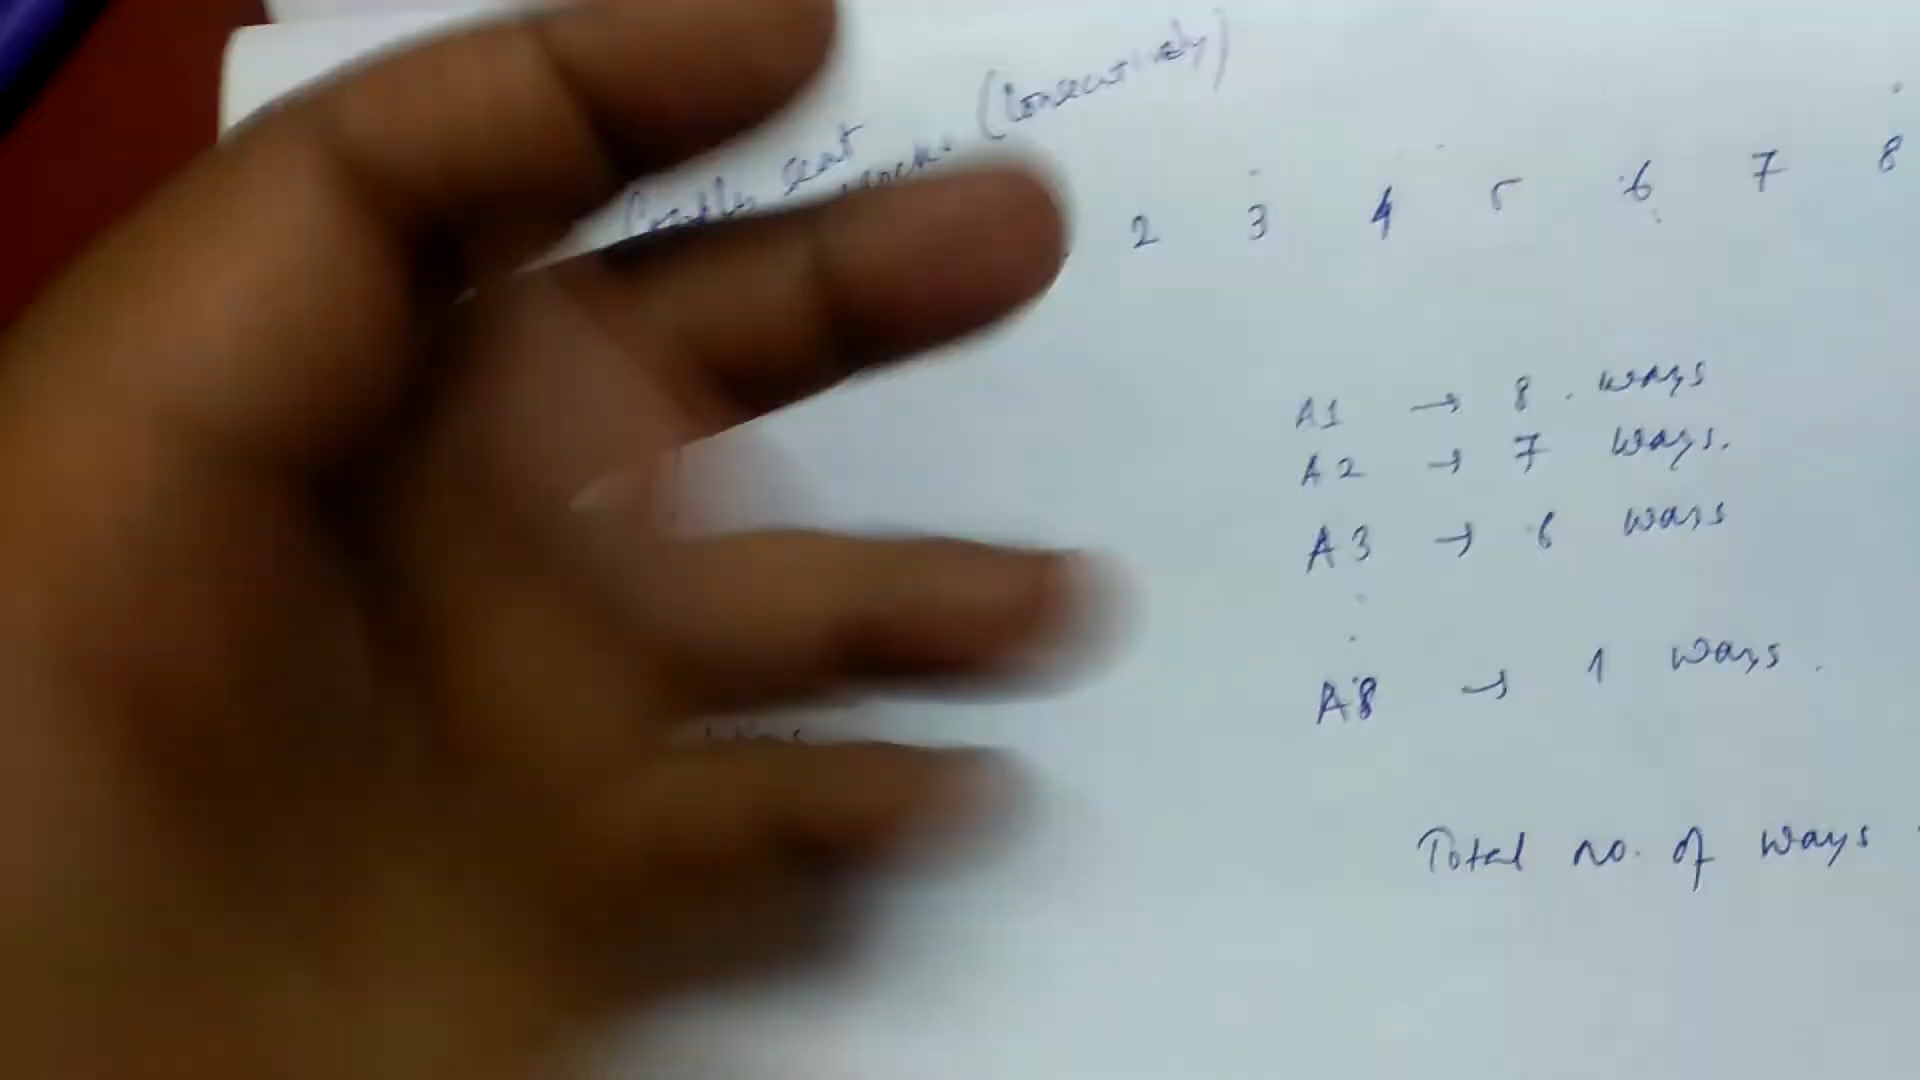 (Consecutively)
seat
2 3 4 5 6 7 8
A1 → 8 ways
A2 → 7 ways.
A3 → 6 ways
.
.
A8 → 1 ways.
Total no. of ways